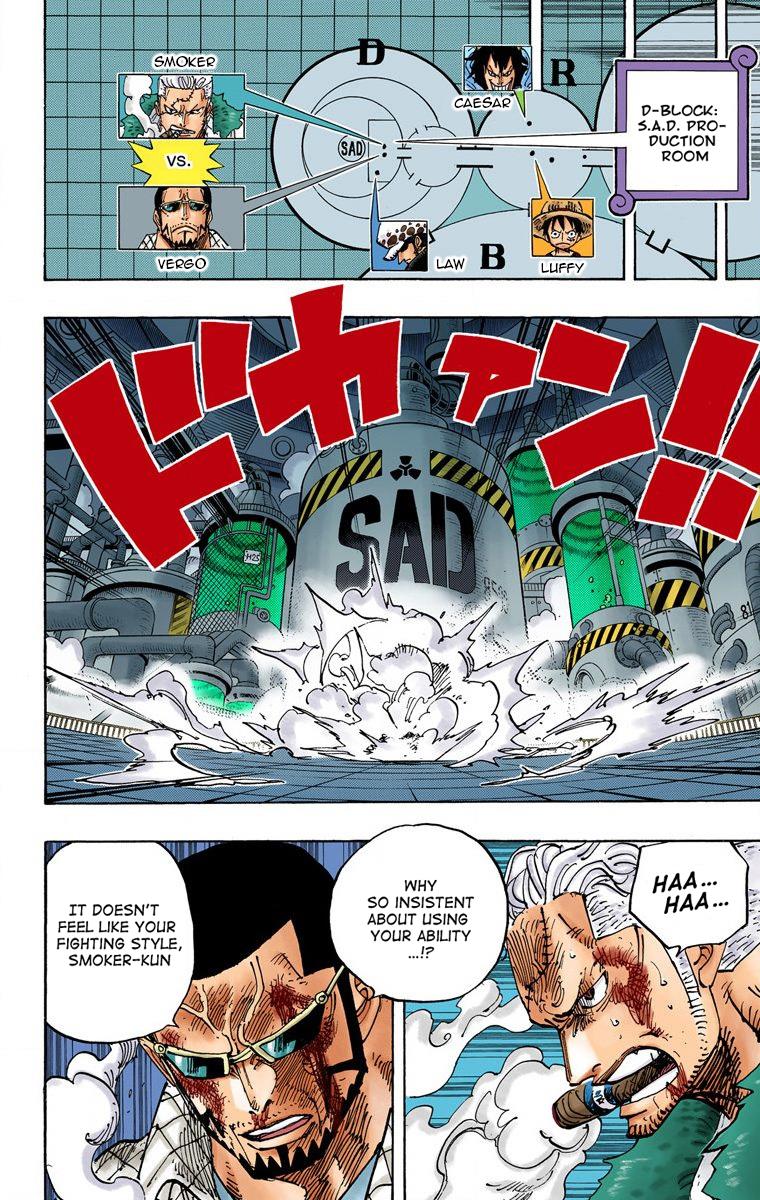 SMOKER
VS.
VERGO
D
SAD
CAESAR
R
D-BLOCK:
S.A.D. PRO-
DUCTION
ROOM
LAW
B
LUFFY
ドカァン!!
H25
SAD
HAA...
HAA...
WHY
SO INSISTENT
ABOUT USING
YOUR ABILITY
...!?
IT DOESN'T
FEEL LIKE YOUR
FIGHTING STYLE,
SMOKER-KUN